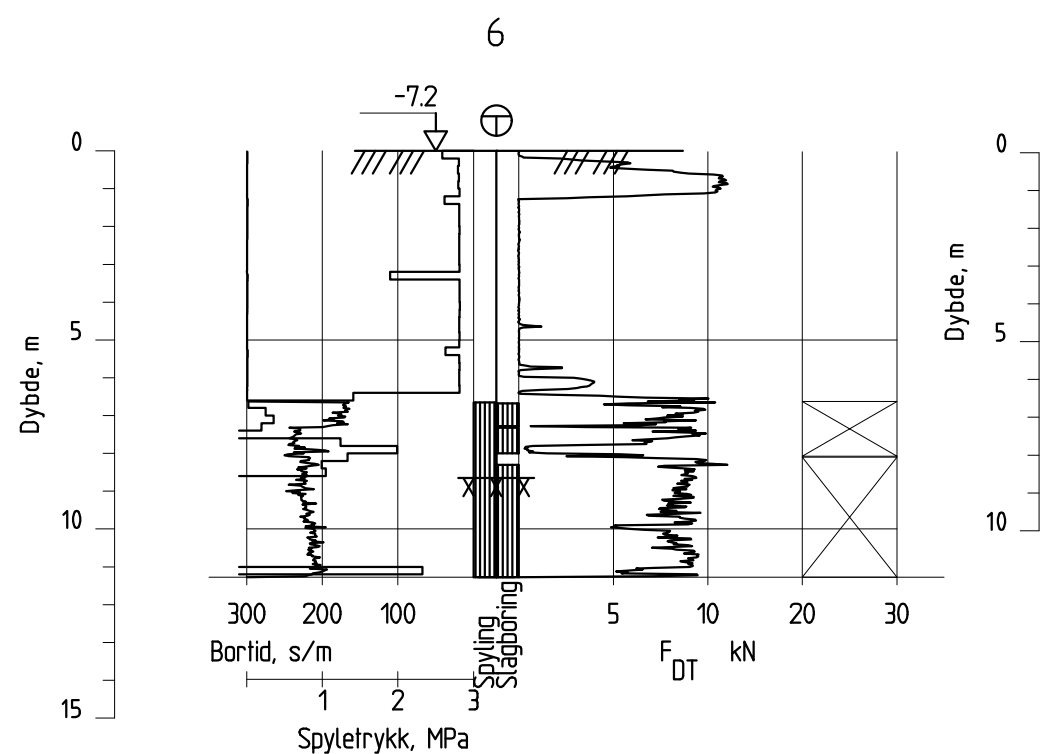 6
-7.2
0
0
Dybde, m
Dybde, m
5
5
10
10
15
300 200 100
5 10 20 30
Bortid, s/m
Spyling
Slagboring
F DT kN
1 2 3
Spyletrykk, MPa